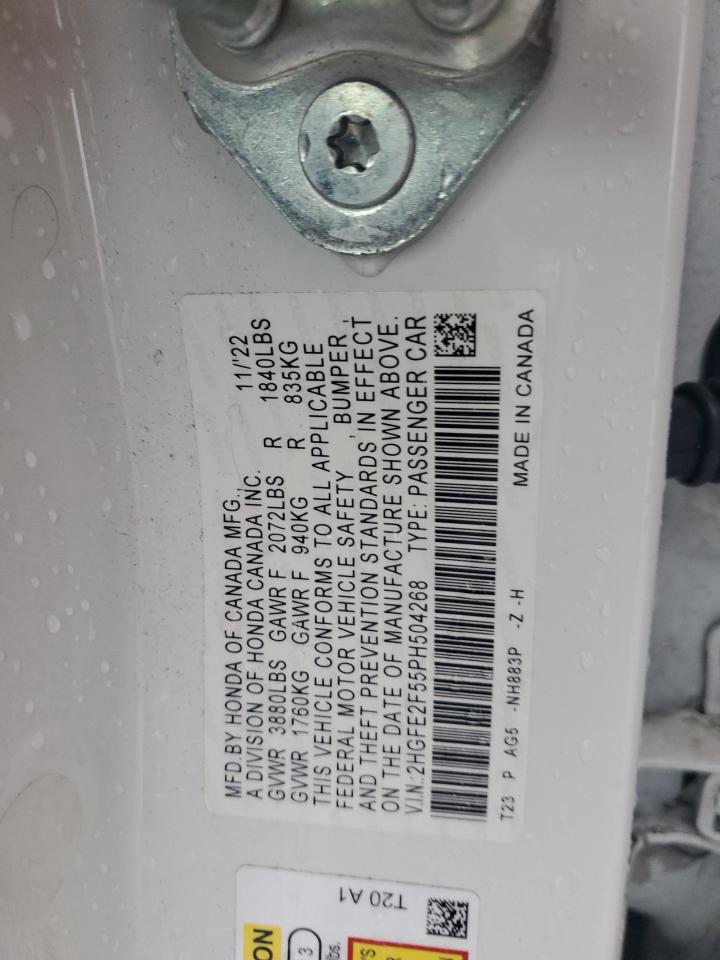 MFD.BY HONDA OF CANADA MFG., 11/'22
A DIVISION OF HONDA CANADA INC.
GVWR 3880LBS GAWR F 2072LBS R 1840LBS
GVWR 1760KG GAWR F 940KG R 835KG
THIS VEHICLE CONFORMS TO ALL APPLICABLE
FEDERAL MOTOR VEHICLE SAFETY , BUMPER ,
AND THEFT PREVENTION STANDARDS IN EFFECT
ON THE DATE OF MANUFACTURE SHOWN ABOVE.
V.I.N.:2HGFE2F55PH504268 TYPE: PASSENGER CAR
T23 P AG5 -NH883P -Z -H MADE IN CANADA
T20 A1
ON
3
lbs.